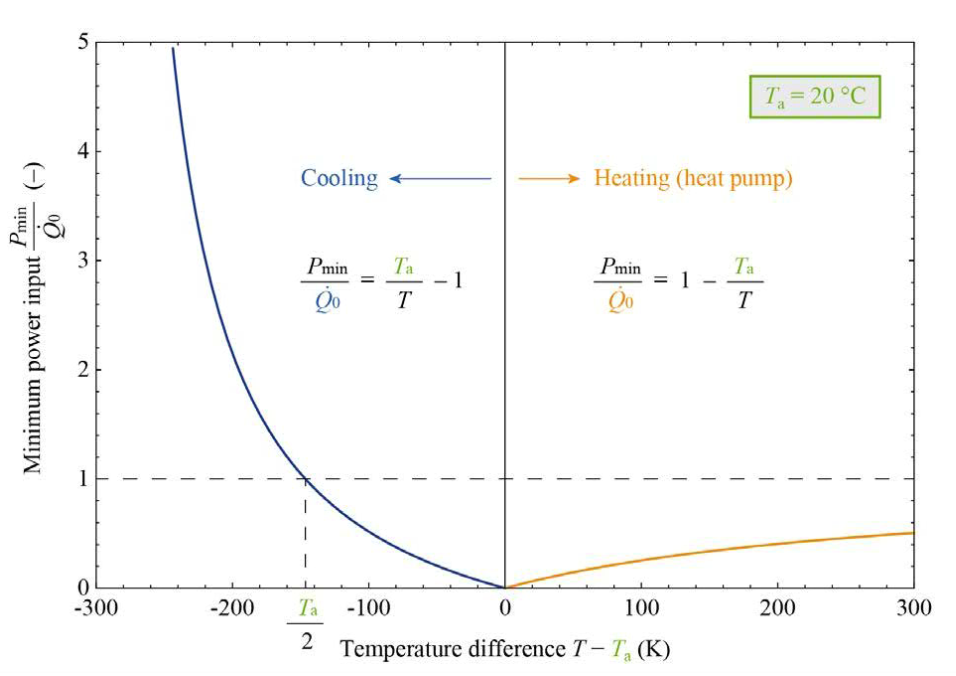 5
4
3
2
1
0
Minimum power input Pmin / Q̇0 (–)
Ta = 20 °C
Cooling
Heating (heat pump)
Pmin / Q̇0 = Ta / T – 1
Pmin / Q̇0 = 1 – Ta / T
-300
-200
Ta / 2
-100
0
100
200
300
Temperature difference T – Ta (K)